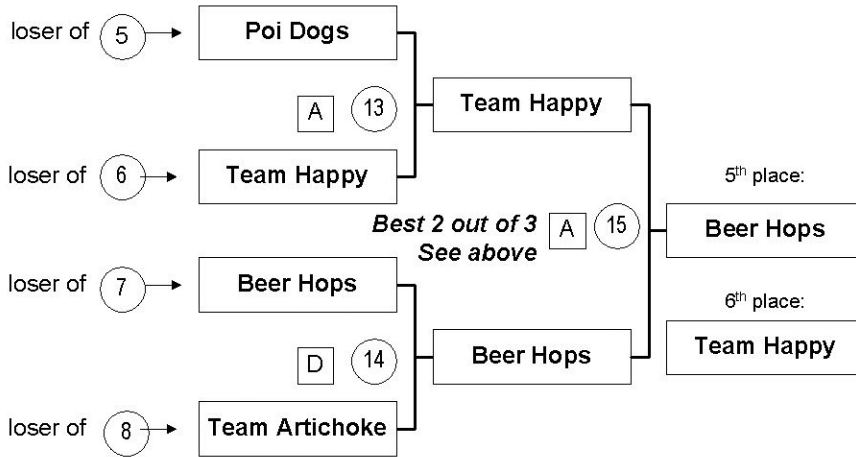 loser of 5 Poi Dogs
A 13 Team Happy
loser of 6 Team Happy
5th place:
Best 2 out of 3 A 15 Beer Hops
See above
loser of 7 Beer Hops
6th place:
D 14 Beer Hops Team Happy
loser of 8 Team Artichoke